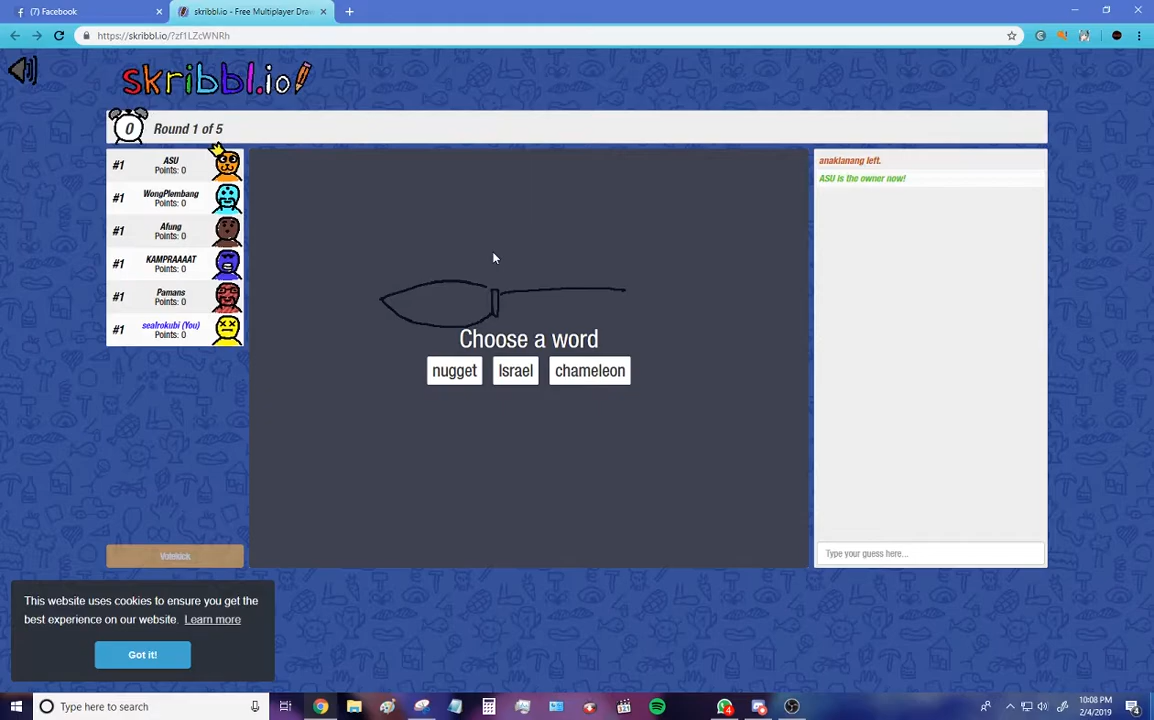 (7) Facebook
skribbl.io - Free Multiplayer Draw
https://skribbl.io/?zf1LZcWNRh
skribbl.io
0 Round 1 of 5
#1 ASU
Points: 0
#1 WongPlembang
Points: 0
#1 Afung
Points: 0
#1 KAMPRAAAAT
Points: 0
#1 Pamans
Points: 0
#1 sealrokubi (You)
Points: 0
Votekick
Choose a word
nugget Israel chameleon
anaklanang left.
ASU is the owner now!
Type your guess here...
This website uses cookies to ensure you get the
best experience on our website. Learn more
Got it!
Type here to search
4
10:08 PM
2/4/2019